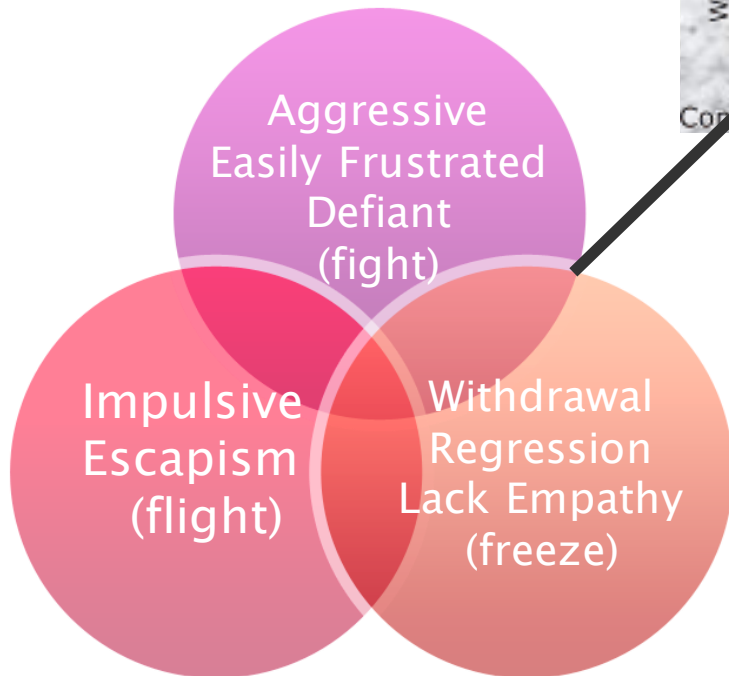 Aggressive
Easily Frustrated
Defiant
(fight)
Impulsive
Escapism
(flight)
Withdrawal
Regression
Lack Empathy
(freeze)